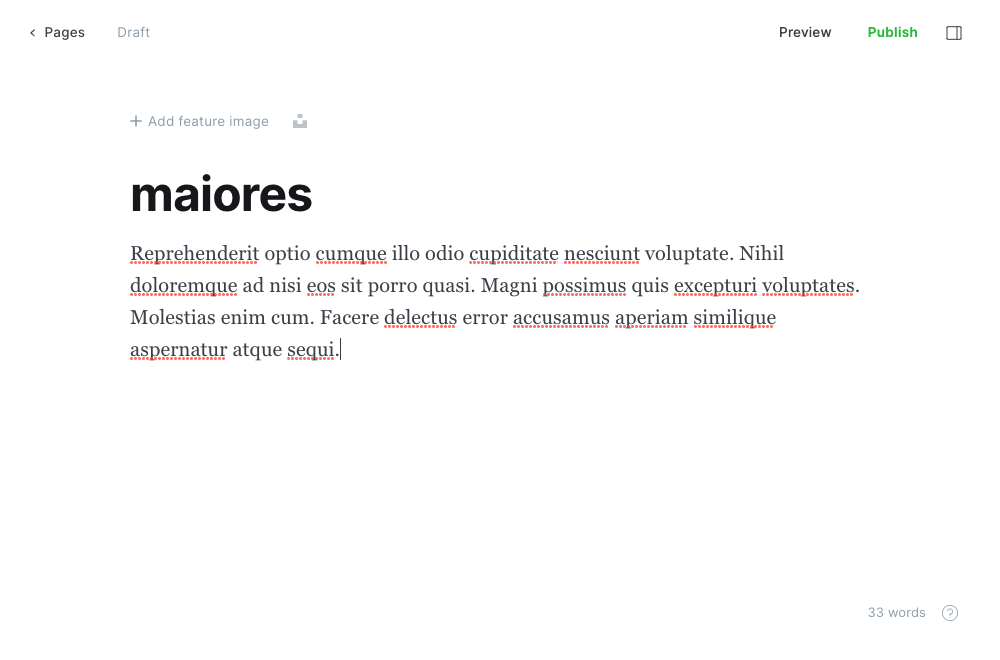 Pages
Draft
Preview
Publish
Add feature image
maiores
Reprehenderit optio cumque illo odio cupiditate nesciunt voluptate. Nihil
doloremque ad nisi eos sit porro quasi. Magni possimus quis excepturi voluptates.
Molestias enim cum. Facere delectus error accusamus aperiam similique
aspernatur atque sequi.
33 words